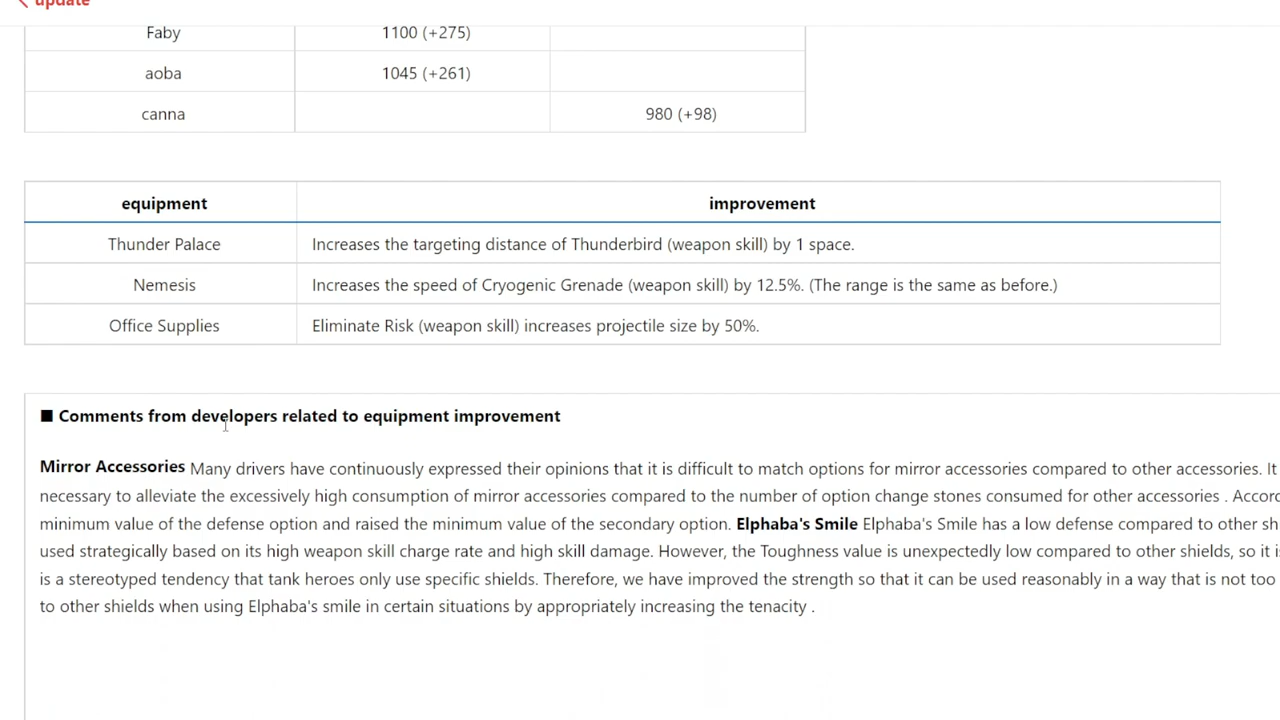 update
Faby 1100 (+275)
aoba 1045 (+261)
canna 980 (+98)
equipment improvement
Thunder Palace Increases the targeting distance of Thunderbird (weapon skill) by 1 space.
Nemesis Increases the speed of Cryogenic Grenade (weapon skill) by 12.5%. (The range is the same as before.)
Office Supplies Eliminate Risk (weapon skill) increases projectile size by 50%.
■ Comments from developers related to equipment improvement
Mirror Accessories Many drivers have continuously expressed their opinions that it is difficult to match options for mirror accessories compared to other accessories. It
necessary to alleviate the excessively high consumption of mirror accessories compared to the number of option change stones consumed for other accessories . Accor
minimum value of the defense option and raised the minimum value of the secondary option. Elphaba's Smile Elphaba's Smile has a low defense compared to other sh
used strategically based on its high weapon skill charge rate and high skill damage. However, the Toughness value is unexpectedly low compared to other shields, so it i
is a stereotyped tendency that tank heroes only use specific shields. Therefore, we have improved the strength so that it can be used reasonably in a way that is not too
to other shields when using Elphaba's smile in certain situations by appropriately increasing the tenacity .